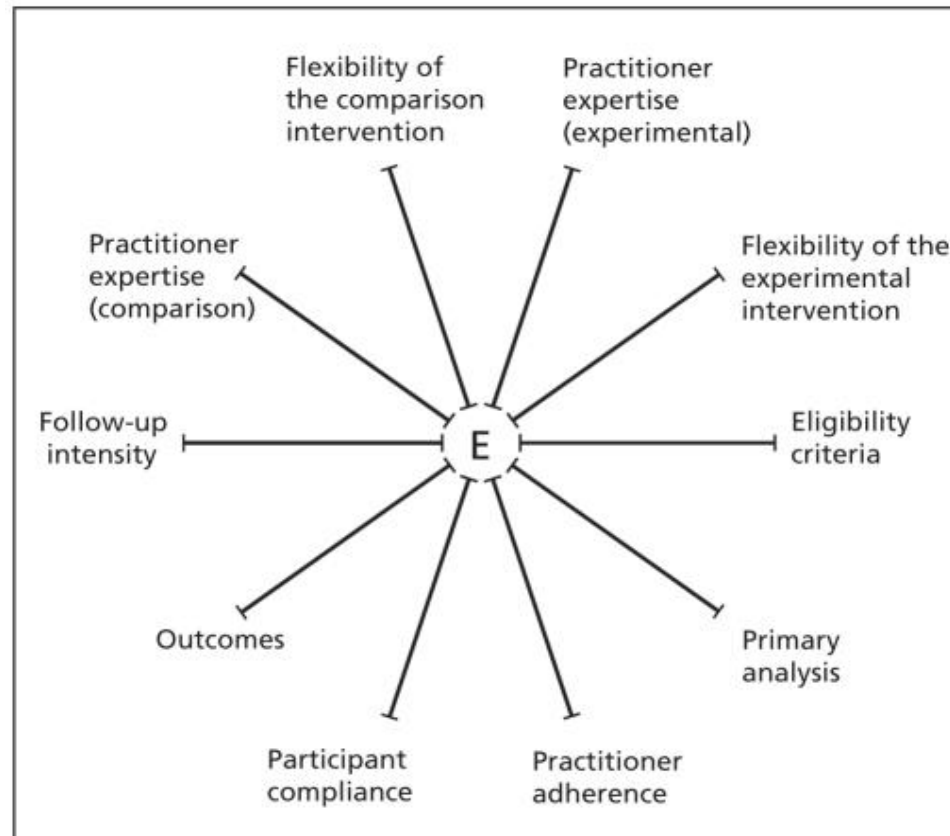 Flexibility of
the comparison
intervention
Practitioner
expertise
(experimental)
Practitioner
expertise
(comparison)
Flexibility of the
experimental
intervention
Follow-up
intensity
E
Eligibility
criteria
Outcomes
Primary
analysis
Participant
compliance
Practitioner
adherence